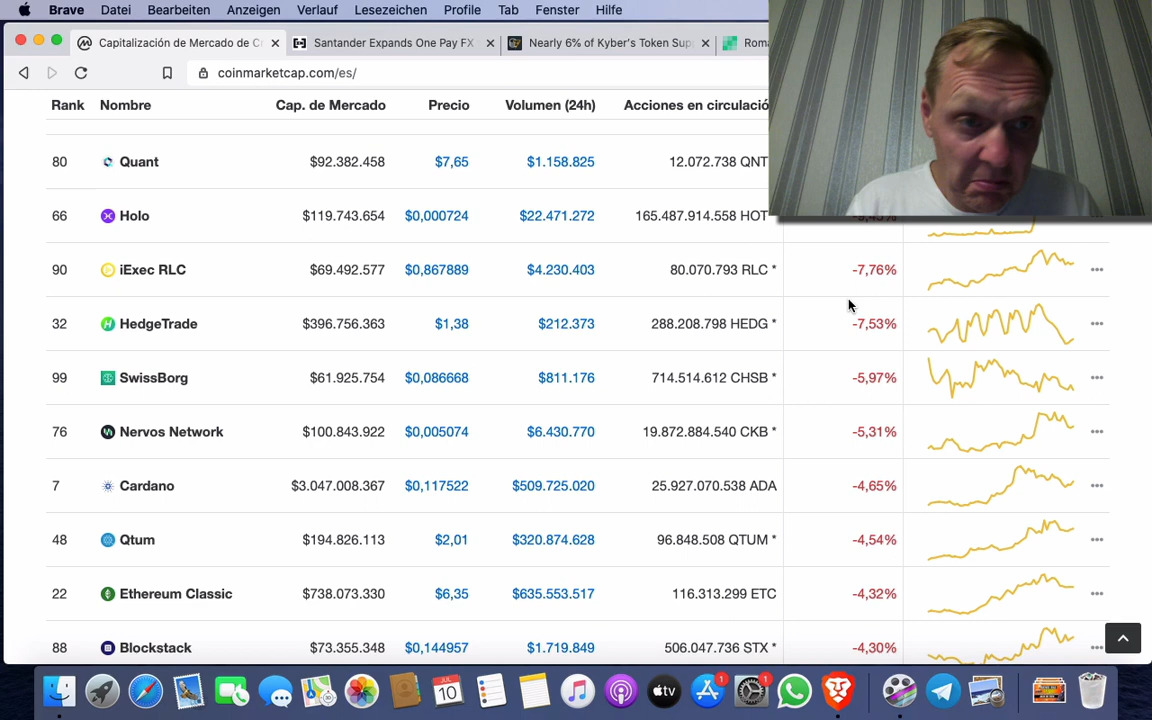 Brave Datei Bearbeiten Anzeigen Verlauf Lesezeichen Profile Tab Fenster Hilfe
Capitalización de Mercado de C
Santander Expands One Pay FX
Nearly 6% of Kyber's Token Sup
Roma
coinmarketcap.com/es/
Rank Nombre Cap. de Mercado Precio Volumen (24h) Acciones en circulació
80 Quant $92.382.458 $7,65 $1.158.825 12.072.738 QNT
66 Holo $119.743.654 $0,000724 $22.471.272 165.487.914.558 HOT
90 iExec RLC $69.492.577 $0,867889 $4.230.403 80.070.793 RLC * -7,76%
32 HedgeTrade $396.756.363 $1,38 $212.373 288.208.798 HEDG * -7,53%
99 SwissBorg $61.925.754 $0,086668 $811.176 714.514.612 CHSB * -5,97%
76 Nervos Network $100.843.922 $0,005074 $6.430.770 19.872.884.540 CKB * -5,31%
7 Cardano $3.047.008.367 $0,117522 $509.725.020 25.927.070.538 ADA -4,65%
48 Qtum $194.826.113 $2,01 $320.874.628 96.848.508 QTUM * -4,54%
22 Ethereum Classic $738.073.330 $6,35 $635.553.517 116.313.299 ETC -4,32%
88 Blockstack $73.355.348 $0,144957 $1.719.849 506.047.736 STX * -4,30%
JUL
10
tv
1
1